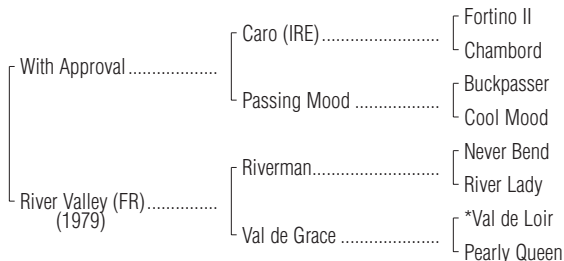 Fortino II
Caro (IRE)........................
Chambord
With Approval..................
Buckpasser
Passing Mood .................
Cool Mood
Never Bend
Riverman..........................
River Lady
River Valley (FR)..............
(1979)
*Val de Loir
Val de Grace ....................
Pearly Queen